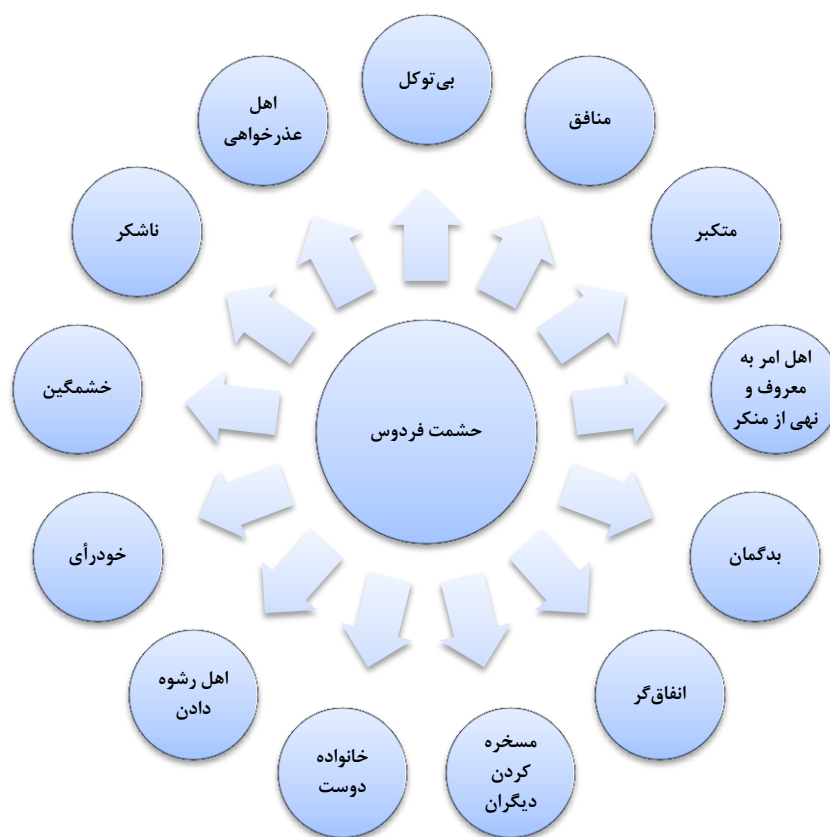 بی‌توکل
منافق
متکبر
اهل امر به
معروف و
نهی از منکر
بدگمان
انفاق‌گر
مسخره
کردن
دیگران
خانواده
دوست
اهل رشوه
دادن
خودرأی
خشمگین
ناشکر
اهل
عذرخواهی
حشمت فردوس